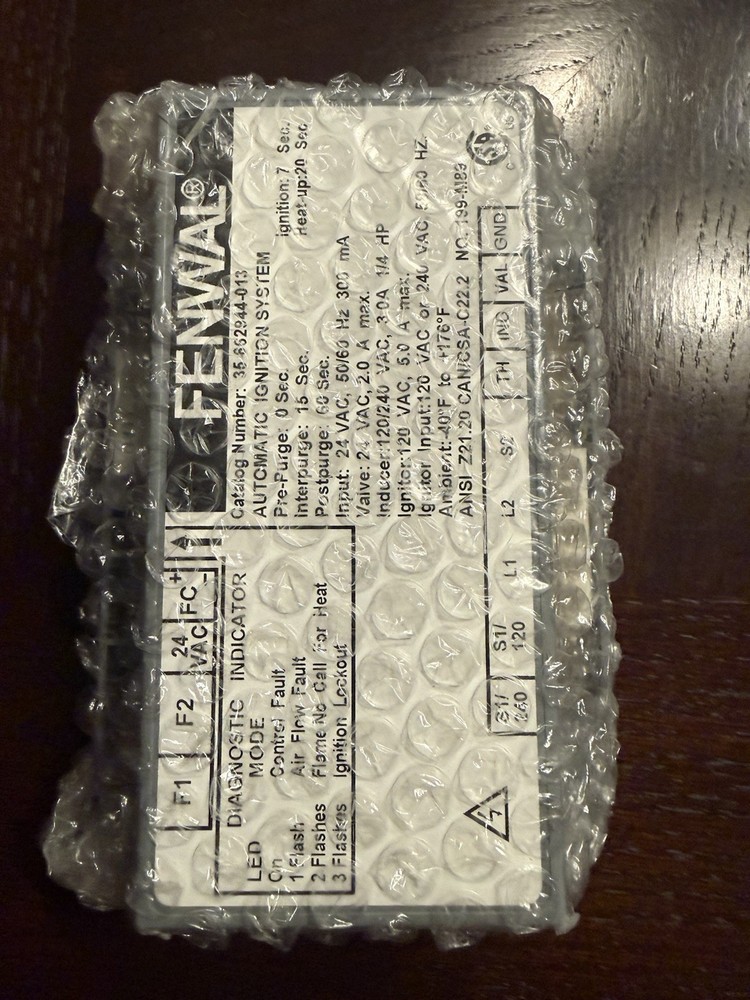 FENWAL®
Catalog Number: 35-662944-013
AUTOMATIC IGNITION SYSTEM
Pre-Purge: 0 Sec. Ignition: 7 Sec.
Interpurge: 15 Sec. Heat-up:20 Sec.
Postpurge: 60 Sec.
Input: 24 VAC, 50/60 Hz 300 mA
Valve: 24 VAC, 2.0 A max.
Inducer:120/240 VAC, 3.0A 1/4 HP
Ignitor:120 VAC, 5.0 A max.
Ignitor Input:120 VAC or 240 VAC 50/60 HZ.
Ambient:-40°F to +176°F
ANSI Z21.20 CAN/CSA-C22.2 NO. 199-M89
F1 F2 24 VAC FC + -
DIAGNOSTIC INDICATOR
LED MODE
On Control Fault
1 Flash Air Flow Fault
2 Flashes Flame No Call For Heat
3 Flashes Ignition Lockout
S1/240 S1/120 L1 L2 S2 TH IND VAL GND